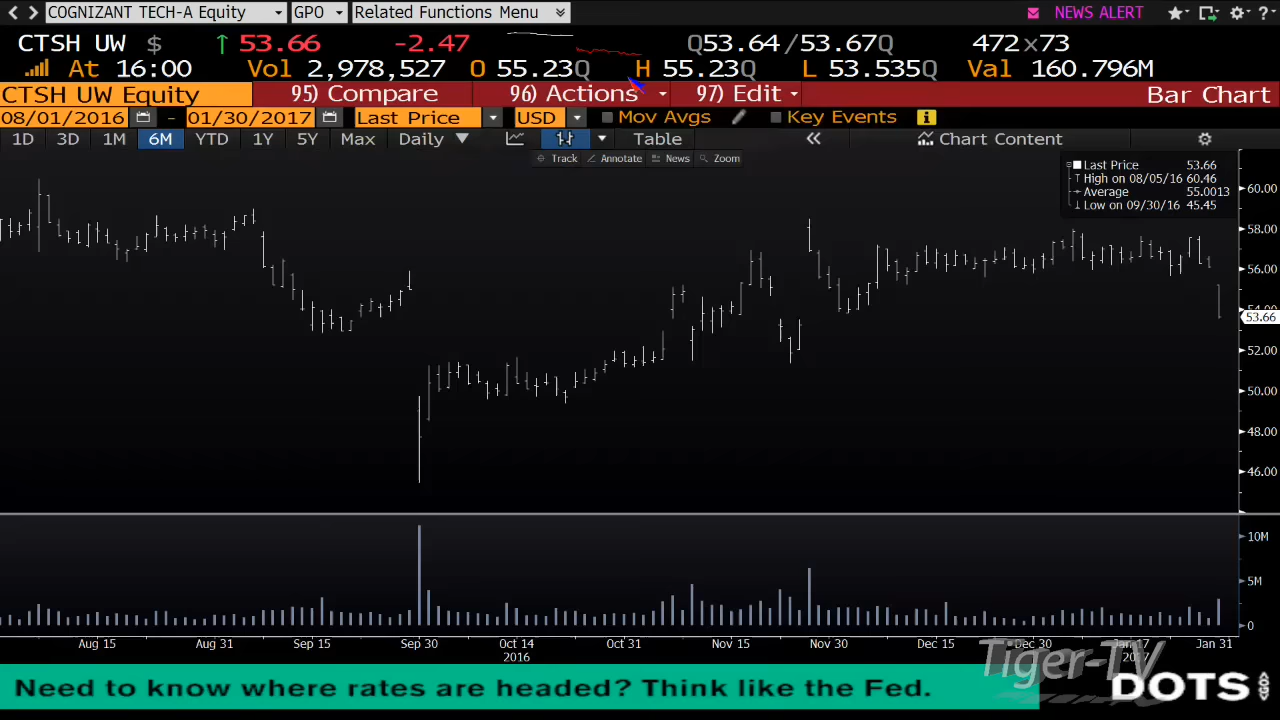 COGNIZANT TECH-A Equity GPO Related Functions Menu NEWS ALERT ?
CTSH UW $ ↑ 53.66 -2.47 Q53.64 /53.67Q 472×73
At 16:00 Vol 2,978,527 O 55.23Q H 55.23Q L 53.535Q Val 160.796M
CTSH UW Equity 95) Compare 96) Actions 97) Edit Bar Chart
08/01/2016 - 01/30/2017 Last Price USD Mov Avgs Key Events
1D 3D 1M 6M YTD 1Y 5Y Max Daily ▼ Table « Chart Content
Track Annotate News Zoom
Last Price 53.66
High on 08/05/16 60.46
Average 55.0013
Low on 09/30/16 45.45
60.00
58.00
56.00
54.00
53.66
52.00
50.00
48.00
46.00
10M
5M
0
Aug 15 Aug 31 Sep 15 Sep 30 Oct 14 Oct 31 Nov 15 Nov 30 Dec 15 Dec 30 Jan 31
2016 2017
Tiger-TV
Need to know where rates are headed? Think like the Fed.
DOTS